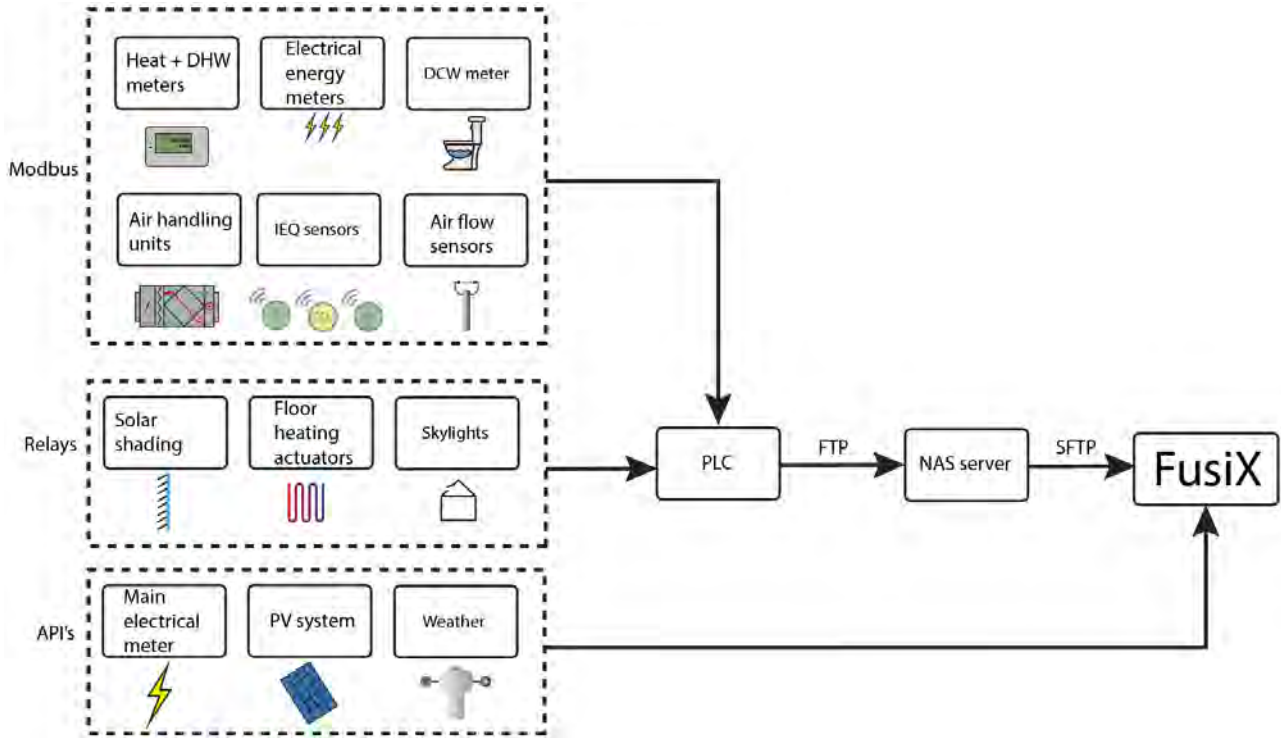 Heat + DHW
meters
Electrical
energy
meters
DCW meter
Modbus
Air handling
units
IEQ sensors
Air flow
sensors
Relays
Solar
shading
Floor
heating
actuators
Skylights
PLC
FTP
NAS server
SFTP
FusiX
API's
Main
electrical
meter
PV system
Weather